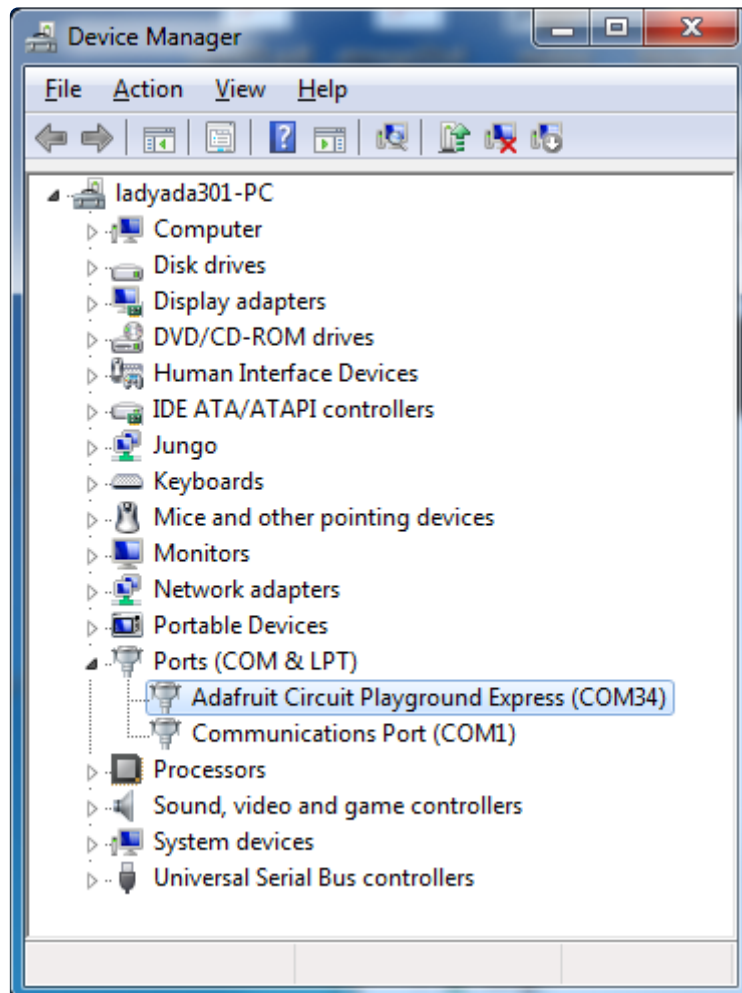 Device Manager
File Action View Help
ladyada301-PC
Computer
Disk drives
Display adapters
DVD/CD-ROM drives
Human Interface Devices
IDE ATA/ATAPI controllers
Jungo
Keyboards
Mice and other pointing devices
Monitors
Network adapters
Portable Devices
Ports (COM & LPT)
Adafruit Circuit Playground Express (COM34)
Communications Port (COM1)
Processors
Sound, video and game controllers
System devices
Universal Serial Bus controllers